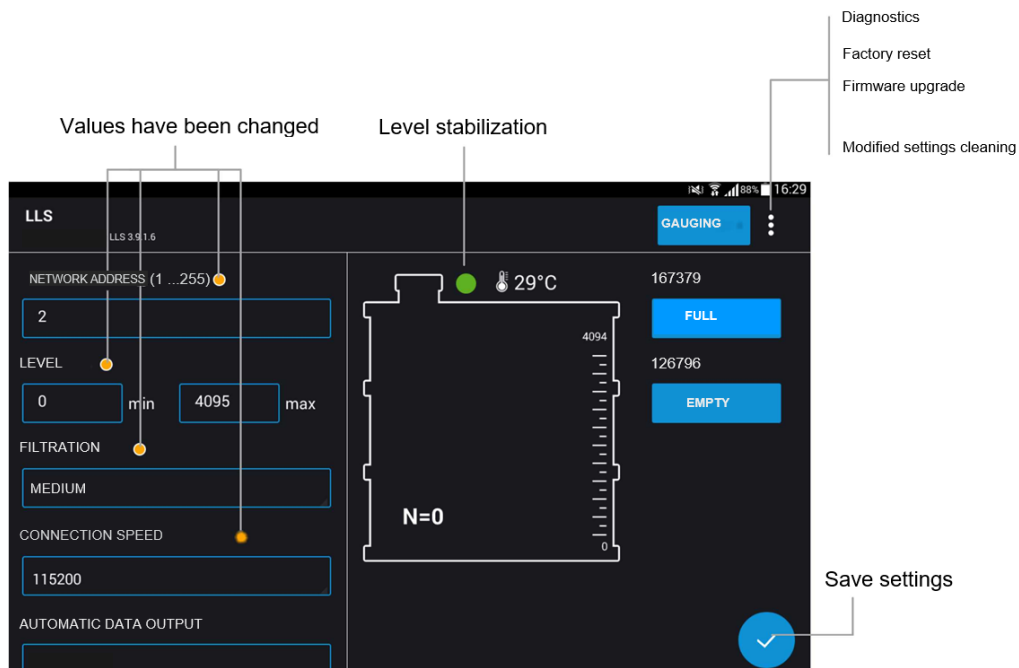 Diagnostics
Factory reset
Firmware upgrade
Modified settings cleaning
Values have been changed
Level stabilization
88% 16:29
LLS
LLS 3.9.1.6
GAUGING
NETWORK ADDRESS (1 ...255)
2
LEVEL
0 min 4095 max
FILTRATION
MEDIUM
CONNECTION SPEED
115200
AUTOMATIC DATA OUTPUT
29°C
4094
N=0
0
167379
FULL
126796
EMPTY
Save settings